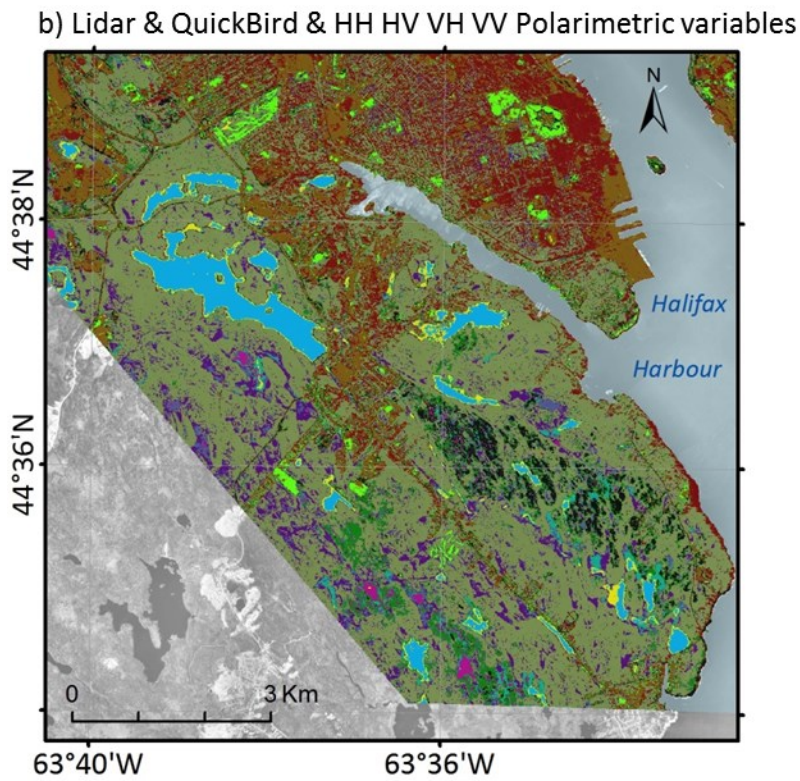 b) Lidar & QuickBird & HH HV VH VV Polarimetric variables
N
44°38'N
Halifax
Harbour
44°36'N
0 3 Km
63°40'W 63°36'W